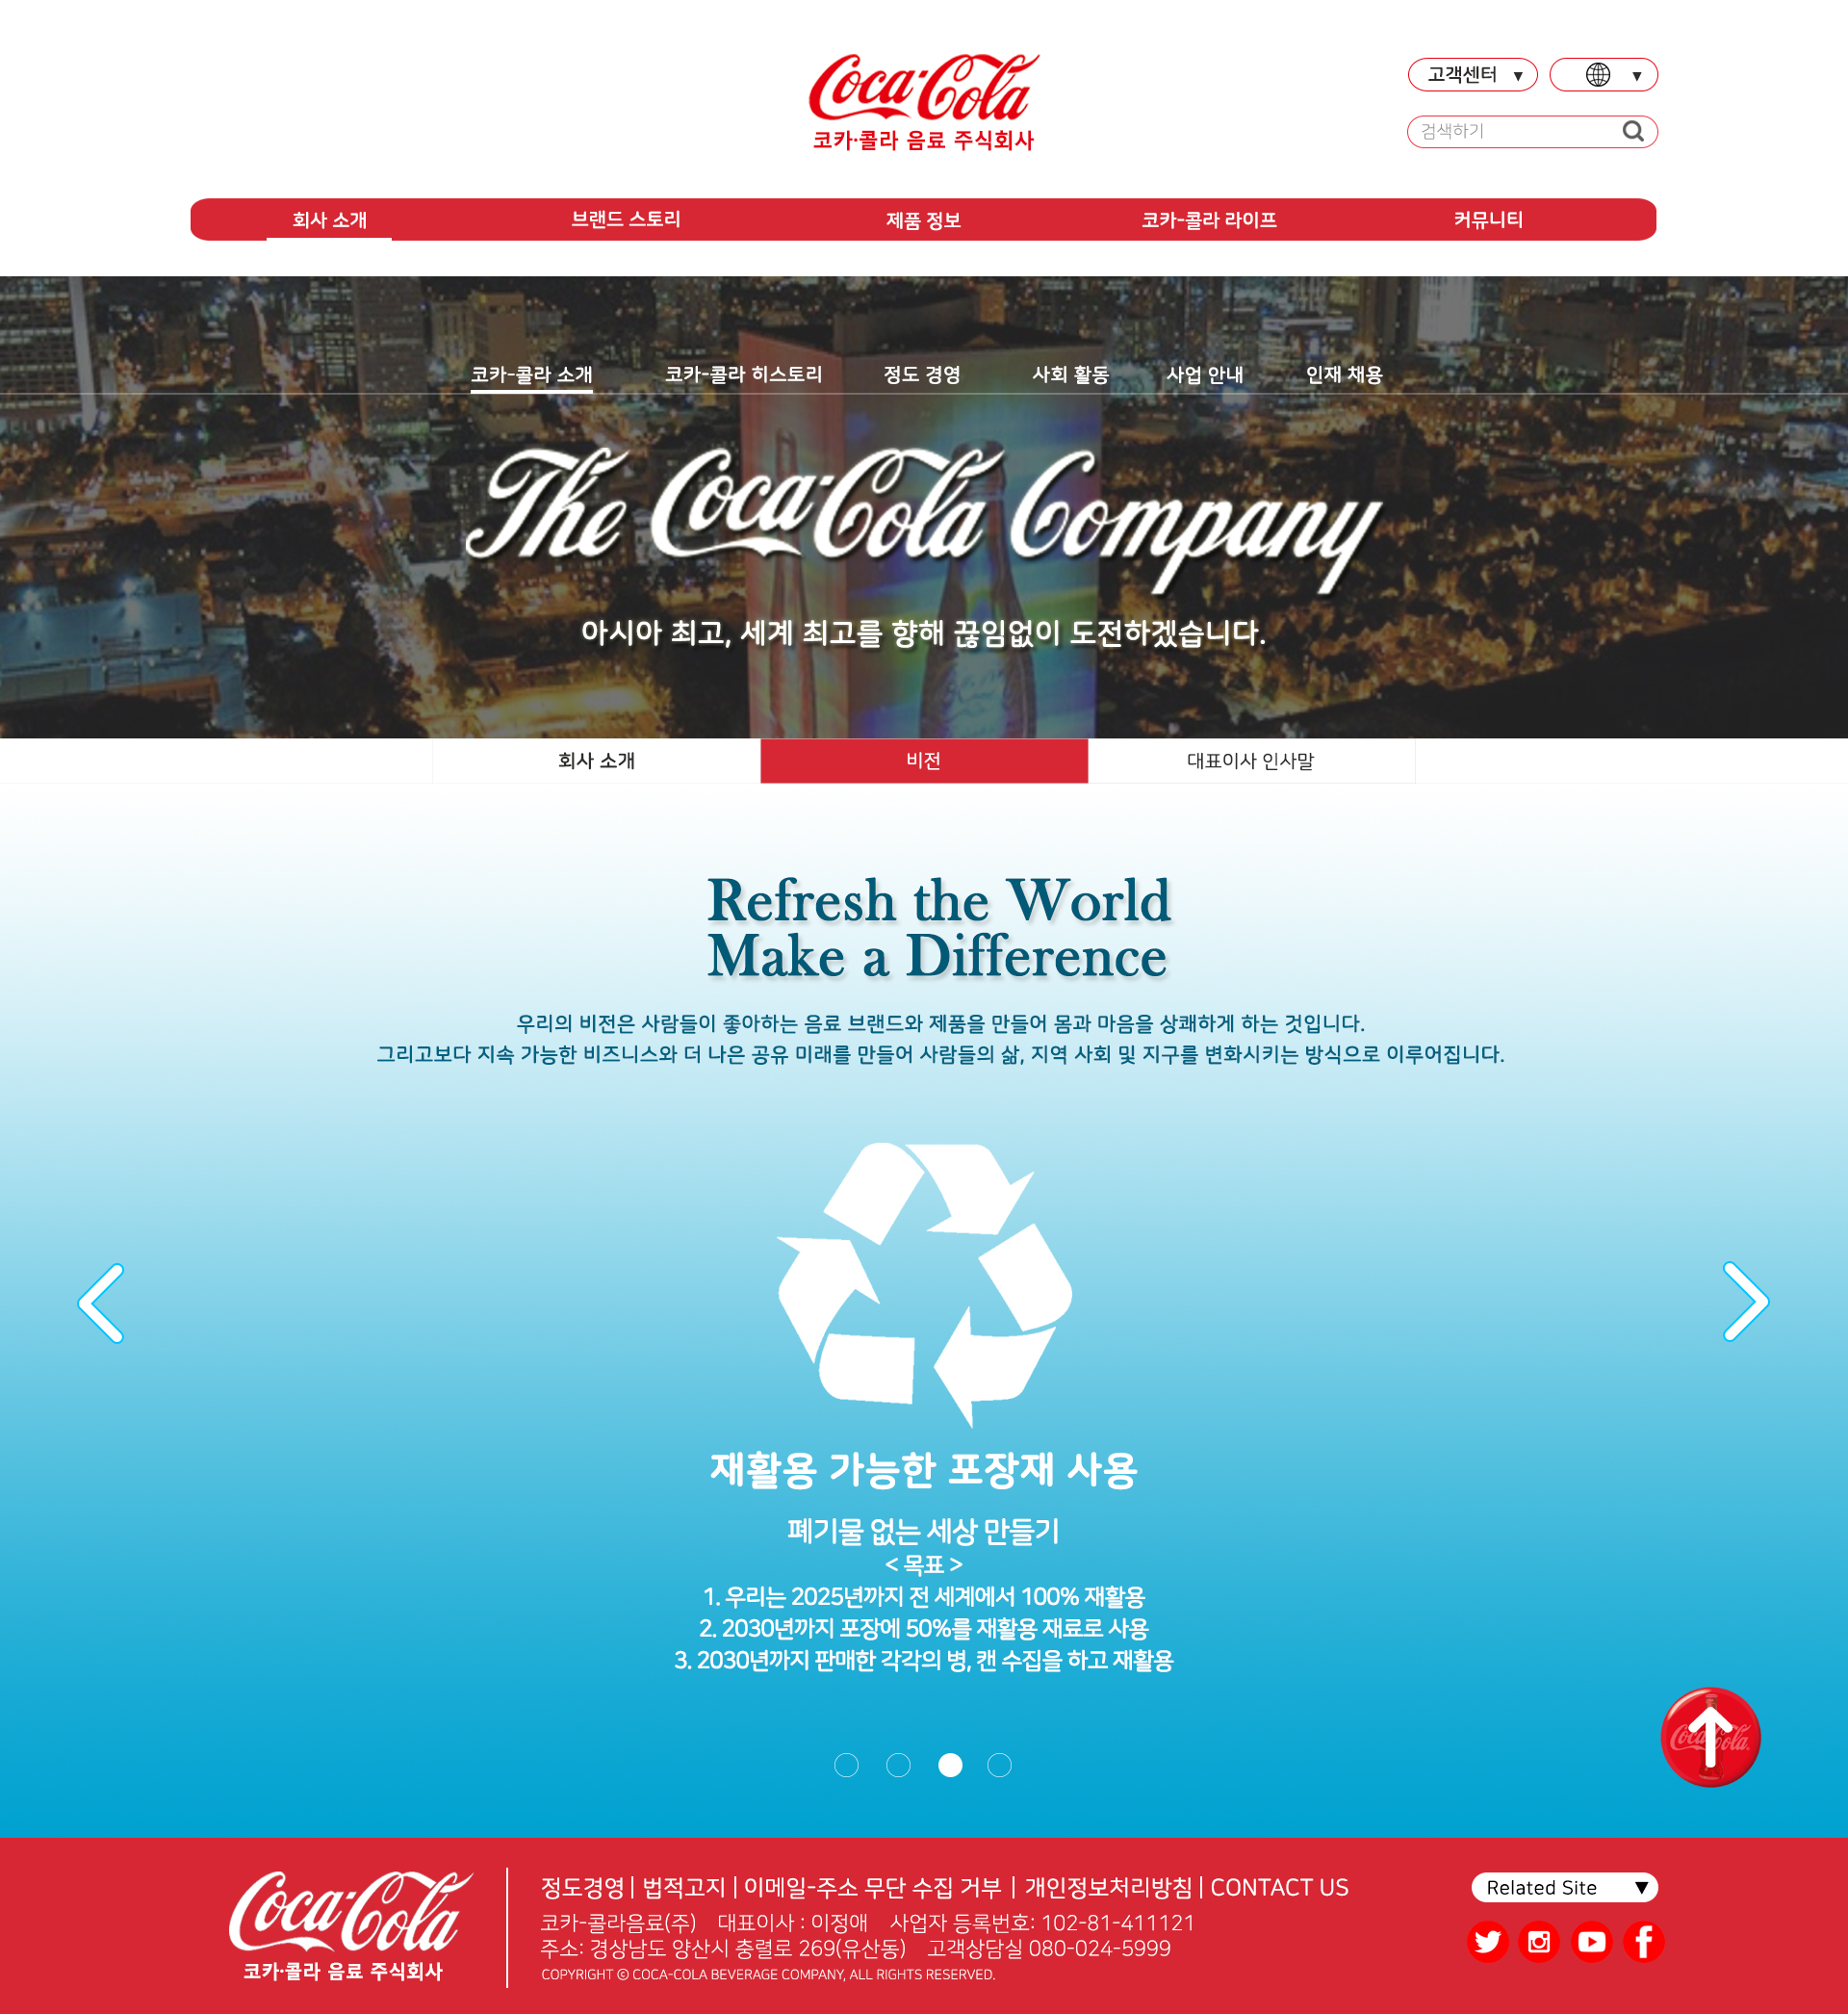 Coca-Cola
코카·콜라 음료 주식회사
고객센터 ▼
▼
검색하기
회사 소개 브랜드 스토리 제품 정보 코카-콜라 라이프 커뮤니티
코카-콜라 소개 코카-콜라 히스토리 정도 경영 사회 활동 사업 안내 인재 채용
The Coca-Cola Company
아시아 최고, 세계 최고를 향해 끊임없이 도전하겠습니다.
회사 소개 비전 대표이사 인사말
Refresh the World
Make a Difference
우리의 비전은 사람들이 좋아하는 음료 브랜드와 제품을 만들어 몸과 마음을 상쾌하게 하는 것입니다.
그리고보다 지속 가능한 비즈니스와 더 나은 공유 미래를 만들어 사람들의 삶, 지역 사회 및 지구를 변화시키는 방식으로 이루어집니다.
재활용 가능한 포장재 사용
폐기물 없는 세상 만들기
< 목표 >
1. 우리는 2025년까지 전 세계에서 100% 재활용
2. 2030년까지 포장에 50%를 재활용 재료로 사용
3. 2030년까지 판매한 각각의 병, 캔 수집을 하고 재활용
Coca-Cola
Coca-Cola
코카·콜라 음료 주식회사
정도경영 | 법적고지 | 이메일-주소 무단 수집 거부 | 개인정보처리방침 | CONTACT US
코카-콜라음료(주) 대표이사 : 이정애 사업자 등록번호: 102-81-411121
주소: 경상남도 양산시 충렬로 269(유산동) 고객상담실 080-024-5999
COPYRIGHT © COCA-COLA BEVERAGE COMPANY, ALL RIGHTS RESERVED.
Related Site ▼